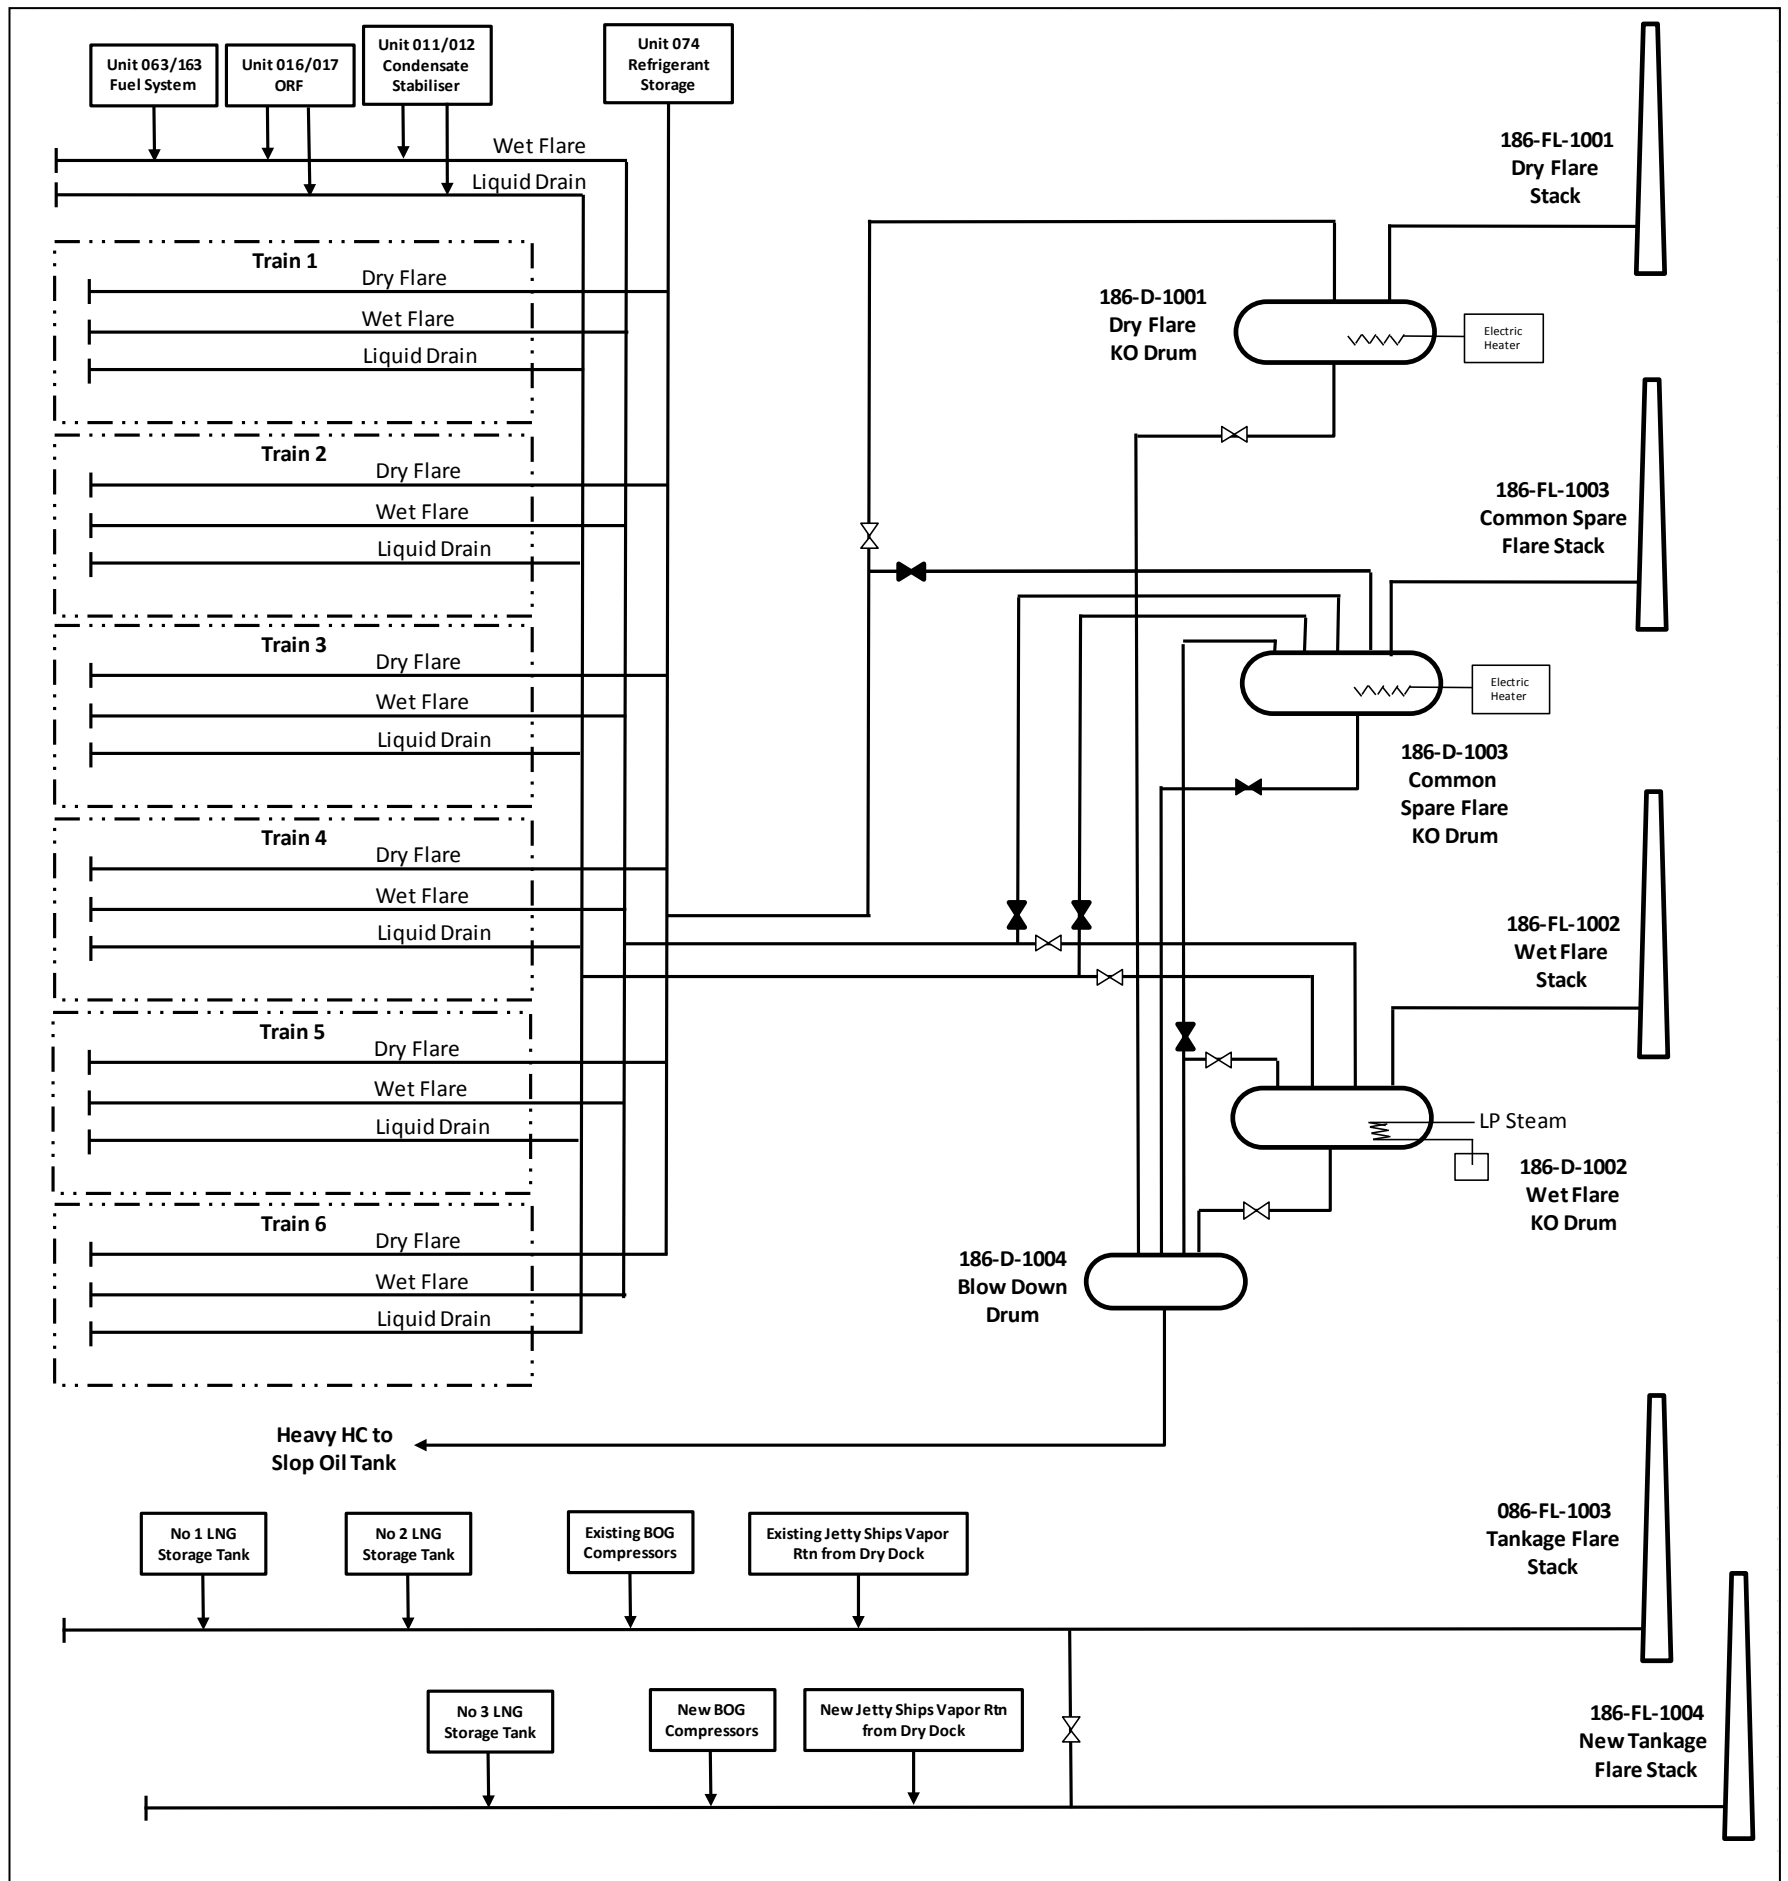 Unit 063/163
Fuel System
Unit 016/017
ORF
Unit 011/012
Condensate
Stabiliser
Unit 074
Refrigerant
Storage
Wet Flare
Liquid Drain
Train 1
Dry Flare
Wet Flare
Liquid Drain
Train 2
Dry Flare
Wet Flare
Liquid Drain
Train 3
Dry Flare
Wet Flare
Liquid Drain
Train 4
Dry Flare
Wet Flare
Liquid Drain
Train 5
Dry Flare
Wet Flare
Liquid Drain
Train 6
Dry Flare
Wet Flare
Liquid Drain
186-FL-1001
Dry Flare
Stack
186-D-1001
Dry Flare
KO Drum
Electric
Heater
186-FL-1003
Common Spare
Flare Stack
Electric
Heater
186-D-1003
Common
Spare Flare
KO Drum
186-FL-1002
Wet Flare
Stack
LP Steam
186-D-1002
Wet Flare
KO Drum
186-D-1004
Blow Down
Drum
Heavy HC to
Slop Oil Tank
No 1 LNG
Storage Tank
No 2 LNG
Storage Tank
Existing BOG
Compressors
Existing Jetty Ships Vapor
Rtn from Dry Dock
086-FL-1003
Tankage Flare
Stack
No 3 LNG
Storage Tank
New BOG
Compressors
New Jetty Ships Vapor Rtn
from Dry Dock
186-FL-1004
New Tankage
Flare Stack